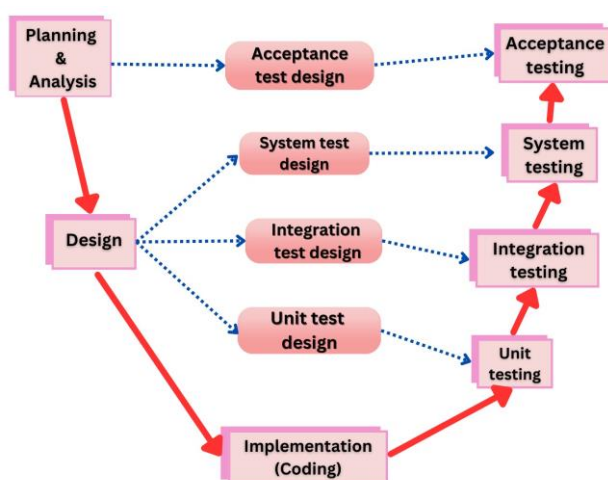 Planning
&
Analysis
Acceptance
test design
Acceptance
testing
System test
design
System
testing
Design
Integration
test design
Integration
testing
Unit test
design
Unit
testing
Implementation
(Coding)